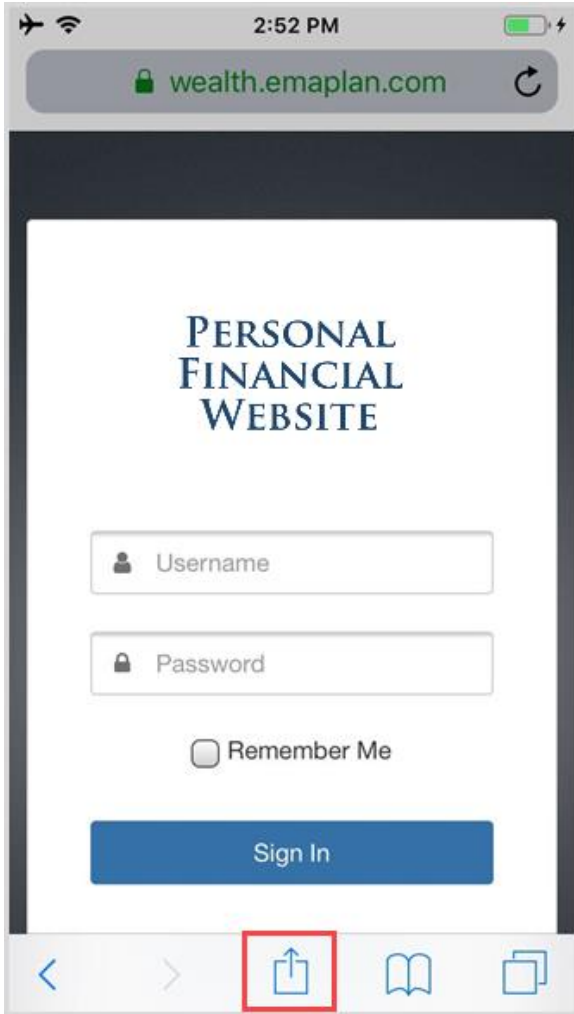 2:52 PM
wealth.emaplan.com
PERSONAL
FINANCIAL
WEBSITE
Username
Password
Remember Me
Sign In